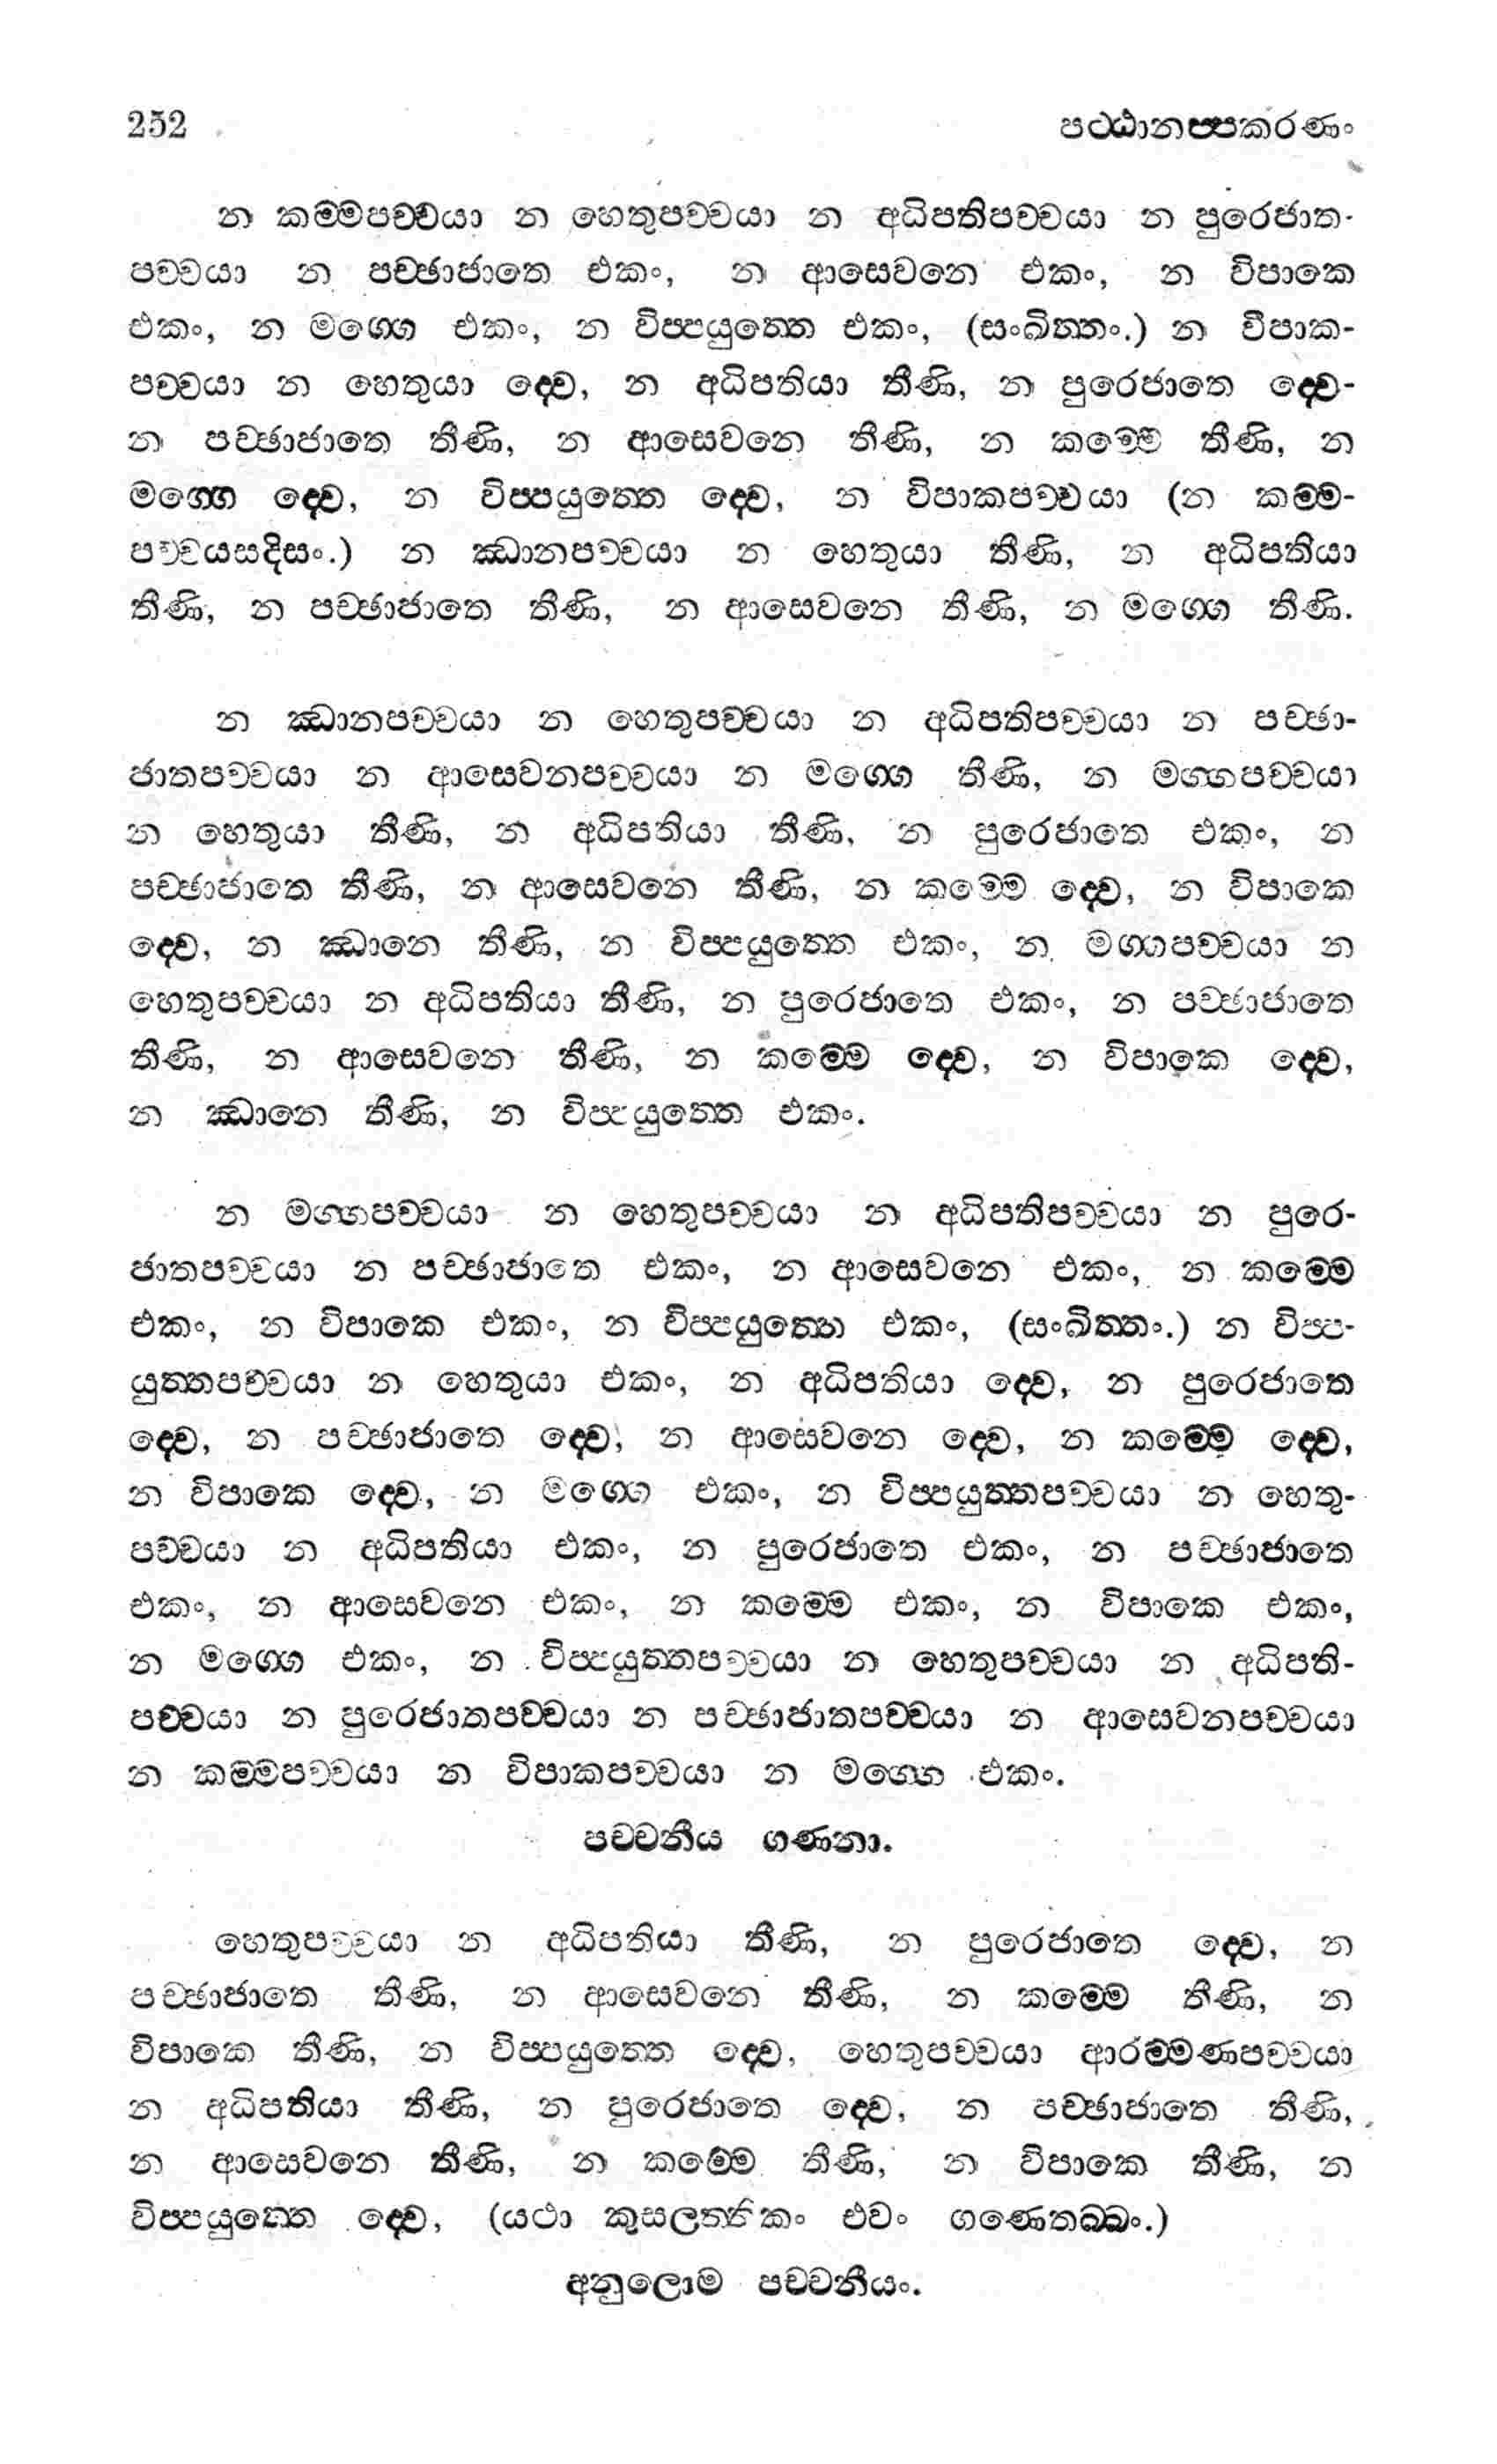 252 පට්ඨානප්පකරණං
න කම්මපච්චයා න හෙතුපච්චයා න අධිපතිපච්චයා න පුරෙජාත-
පච්චයා න පච්ඡාජාතෙ එකං, න ආසෙවනෙ එකං, න විපාකෙ
එකං, න මග්ගෙ එකං, න විප්පයුත්තෙ එකං, (සංඛිත්තං.) න විපාක-
පච්චයා න හෙතුයා ද්වෙ, න අධිපතියා තීණි, න පුරෙජාතෙ ද්වෙ-
න පච්ඡාජාතෙ තීණි, න ආසෙවනෙ තීණි, න කම්මෙ තීණි, න
මග්ගෙ ද්වෙ, න විප්පයුත්තෙ ද්වෙ, න විපාකපච්චයා (න කම්ම-
පච්චයසදිසං.) න ඣානපච්චයා න හෙතුයා තීණි, න අධිපතියා
තීණි, න පච්ඡාජාතෙ තීණි, න ආසෙවනෙ තීණි, න මග්ගෙ තීණි.
න ඣානපච්චයා න හෙතුපච්චයා න අධිපතිපච්චයා න පච්ඡා-
ජාතපච්චයා න ආසෙවනපච්චයා න මග්ගෙ තීණි, න මග්ගපච්චයා
න හෙතුයා තීණි, න අධිපතියා තීණි, න පුරෙජාතෙ එකං, න
පච්ඡාජාතෙ තීණි, න ආසෙවනෙ තීණි, න කම්මෙ ද්වෙ, න විපාකෙ
ද්වෙ, න ඣානෙ තීණි, න විප්පයුත්තෙ එකං, න මග්ගපච්චයා න
හෙතුපච්චයා න අධිපතියා තීණි, න පුරෙජාතෙ එකං, න පච්ඡාජාතෙ
තීණි, න ආසෙවනෙ තීණි, න කම්මෙ ද්වෙ, න විපාකෙ ද්වෙ,
න ඣානෙ තීණි, න විප්පයුත්තෙ එකං.
න මග්ගපච්චයා න හෙතුපච්චයා න අධිපතිපච්චයා න පුරෙ-
ජාතපච්චයා න පච්ඡාජාතෙ එකං, න ආසෙවනෙ එකං, න කම්මෙ
එකං, න විපාකෙ එකං, න විප්පයුත්තෙ එකං, (සංඛිත්තං.) න විප්ප-
යුත්තපච්චයා න හෙතුයා එකං, න අධිපතියා ද්වෙ, න පුරෙජාතෙ
ද්වෙ, න පච්ඡාජාතෙ ද්වෙ, න ආසෙවනෙ ද්වෙ, න කම්මෙ ද්වෙ,
න විපාකෙ ද්වෙ, න මග්ගෙ එකං, න විප්පයුත්තපච්චයා න හෙතු-
පච්චයා න අධිපතියා එකං, න පුරෙජාතෙ එකං, න පච්ඡාජාතෙ
එකං, න ආසෙවනෙ එකං, න කම්මෙ එකං, න විපාකෙ එකං,
න මග්ගෙ එකං, න විප්පයුත්තපච්චයා න හෙතුපච්චයා න අධිපති-
පච්චයා න පුරෙජාතපච්චයා න පච්ඡාජාතපච්චයා න ආසෙවනපච්චයා
න කම්මපච්චයා න විපාකපච්චයා න මග්ගෙ එකං.
පච්චනීය ගණනා.
හෙතුපච්චයා න අධිපතියා තීණි, න පුරෙජාතෙ ද්වෙ, න
පච්ඡාජාතෙ තීණි, න ආසෙවනෙ තීණි, න කම්මෙ තීණි, න
විපාකෙ තීණි, න විප්පයුත්තෙ ද්වෙ, හෙතුපච්චයා ආරම්මණපච්චයා
න අධිපතියා තීණි, න පුරෙජාතෙ ද්වෙ, න පච්ඡාජාතෙ තීණි,
න ආසෙවනෙ තීණි, න කම්මෙ තීණි, න විපාකෙ තීණි, න
විප්පයුත්තෙ ද්වෙ, (යථා කුසලත්තිකං එවං ගණෙතබ්බං.)
අනුලොම පච්චනීයං.